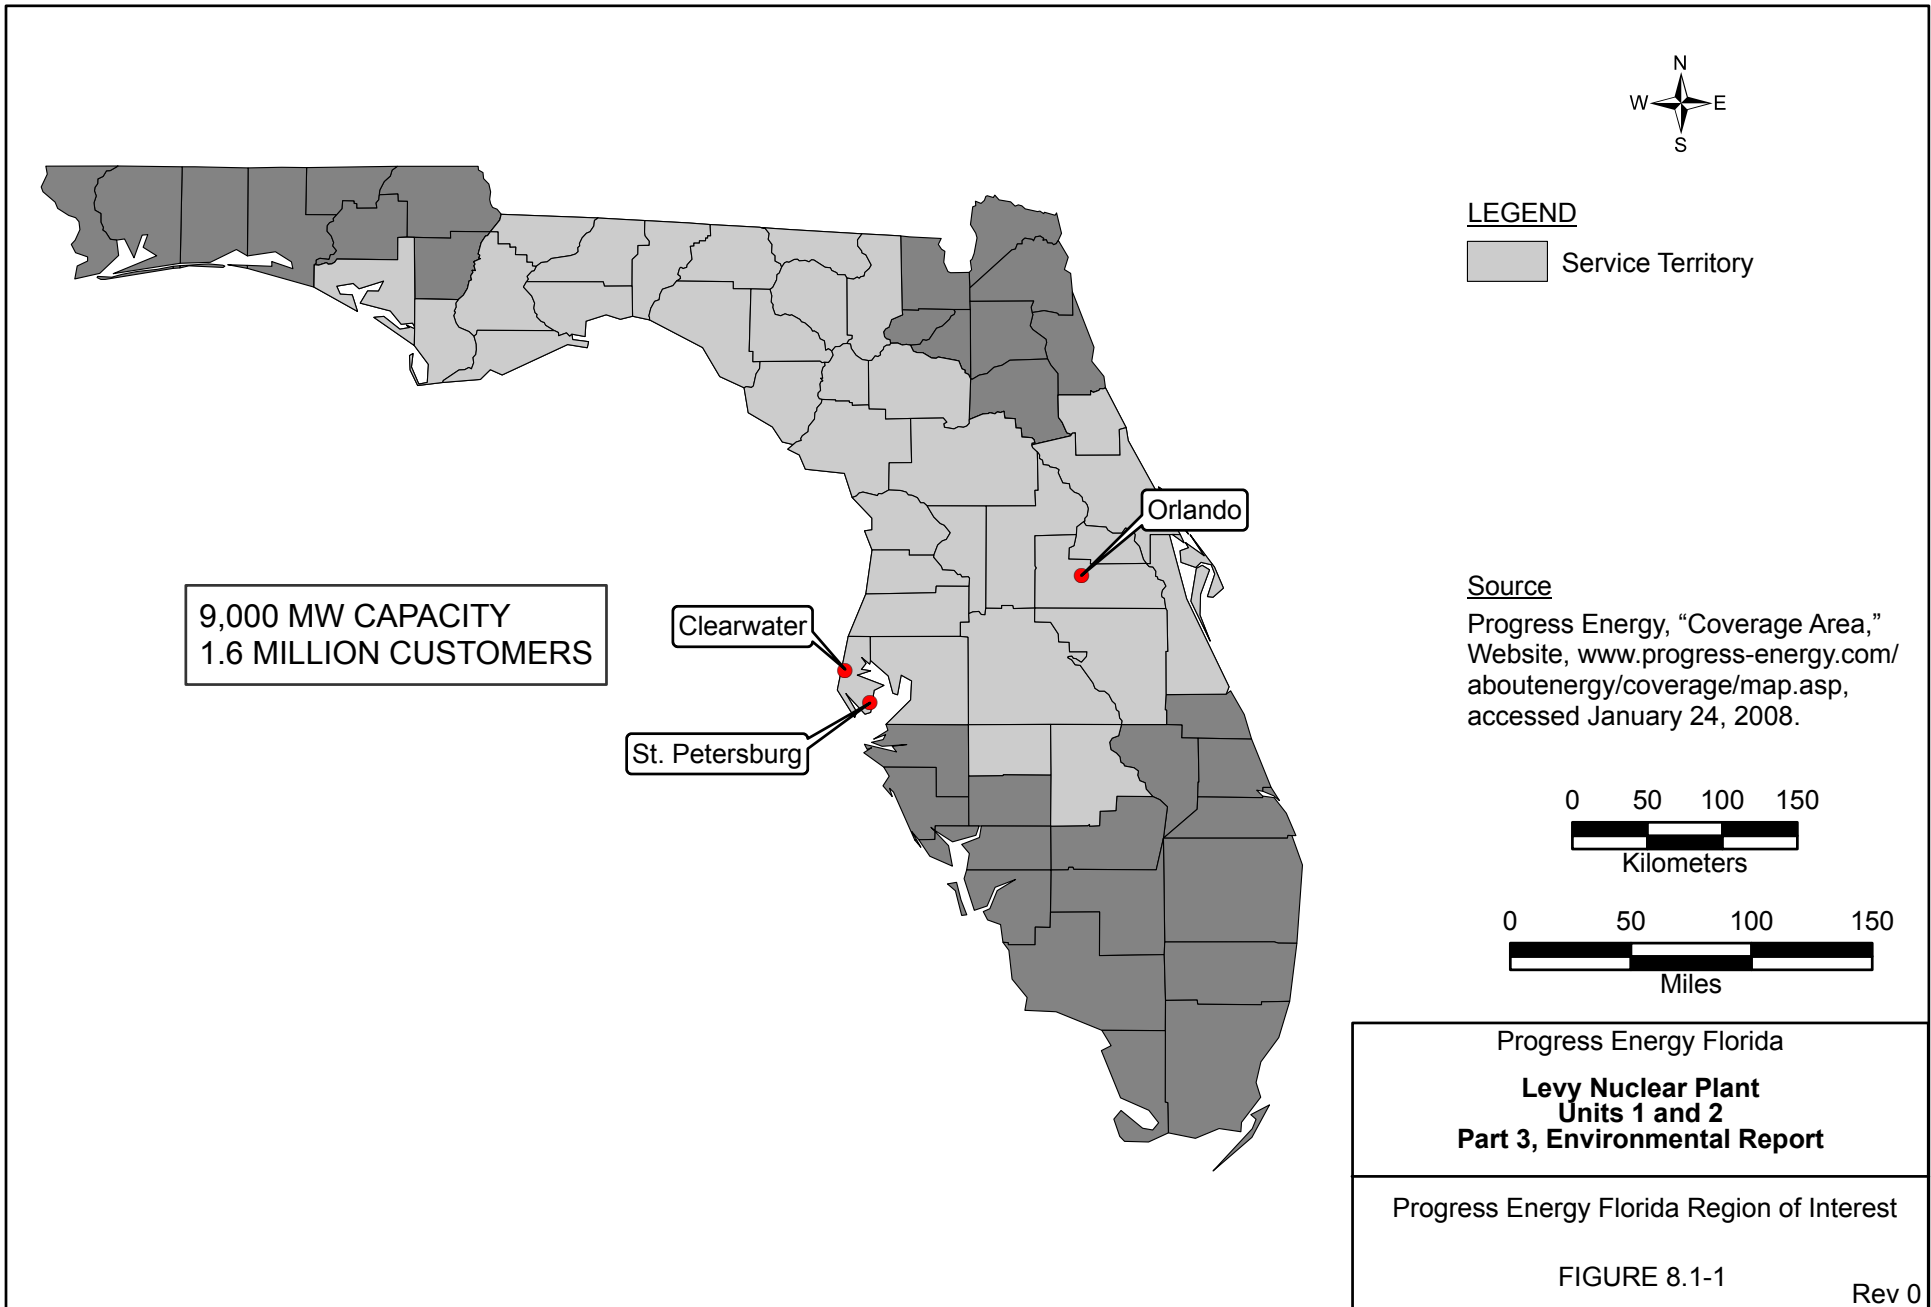 N
W E
S
LEGEND
Service Territory
Orlando
Source
Progress Energy, “Coverage Area,”
Website, www.progress-energy.com/
aboutenergy/coverage/map.asp,
accessed January 24, 2008.
9,000 MW CAPACITY
1.6 MILLION CUSTOMERS
Clearwater
St. Petersburg
0 50 100 150
Kilometers
0 50 100 150
Miles
Progress Energy Florida
Levy Nuclear Plant
Units 1 and 2
Part 3, Environmental Report
Progress Energy Florida Region of Interest
FIGURE 8.1-1
Rev 0